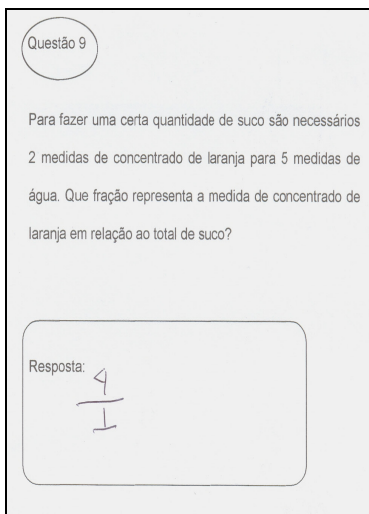 Questão 9
Para fazer uma certa quantidade de suco são necessários
2 medidas de concentrado de laranja para 5 medidas de
água. Que fração representa a medida de concentrado de
laranja em relação ao total de suco?
Resposta:
4
1